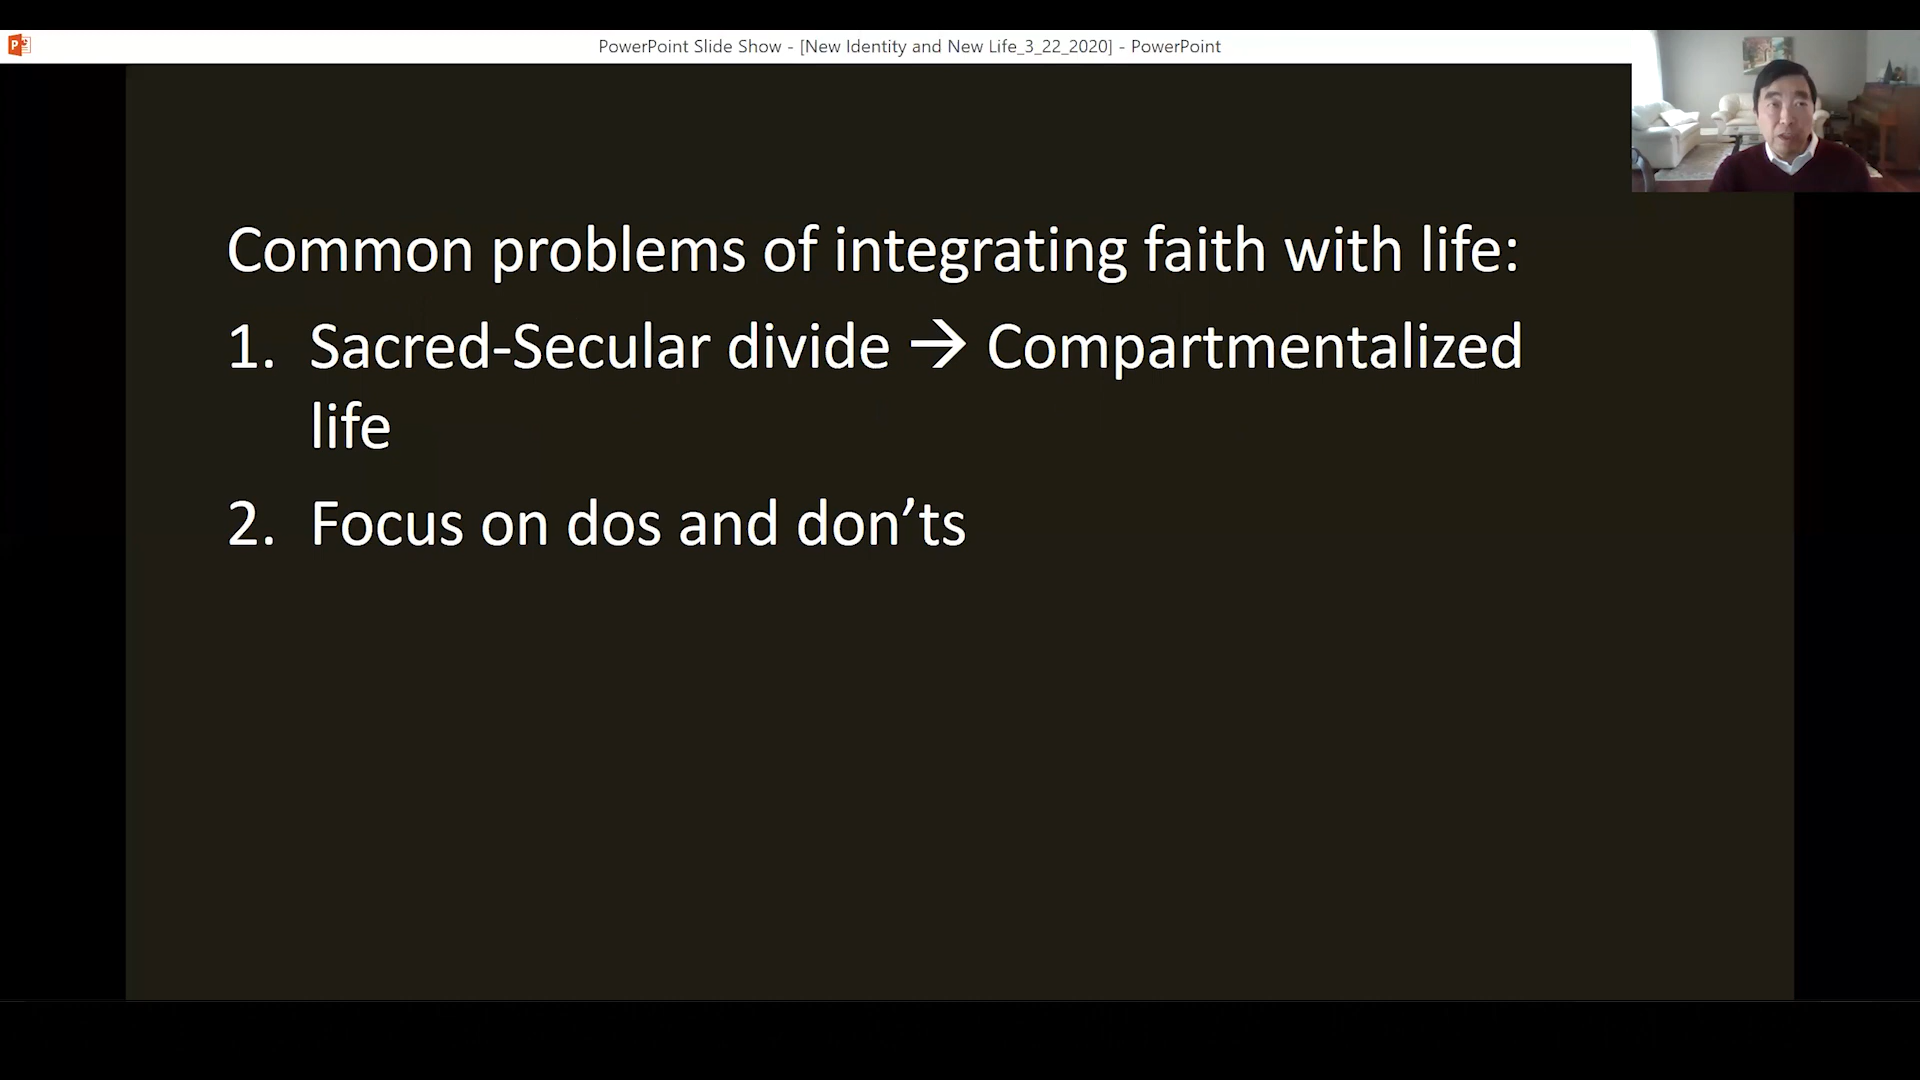 PowerPoint Slide Show - [New Identity and New Life_3_22_2020] - PowerPoint
Common problems of integrating faith with life:
1. Sacred-Secular divide → Compartmentalized
life
2. Focus on dos and don’ts